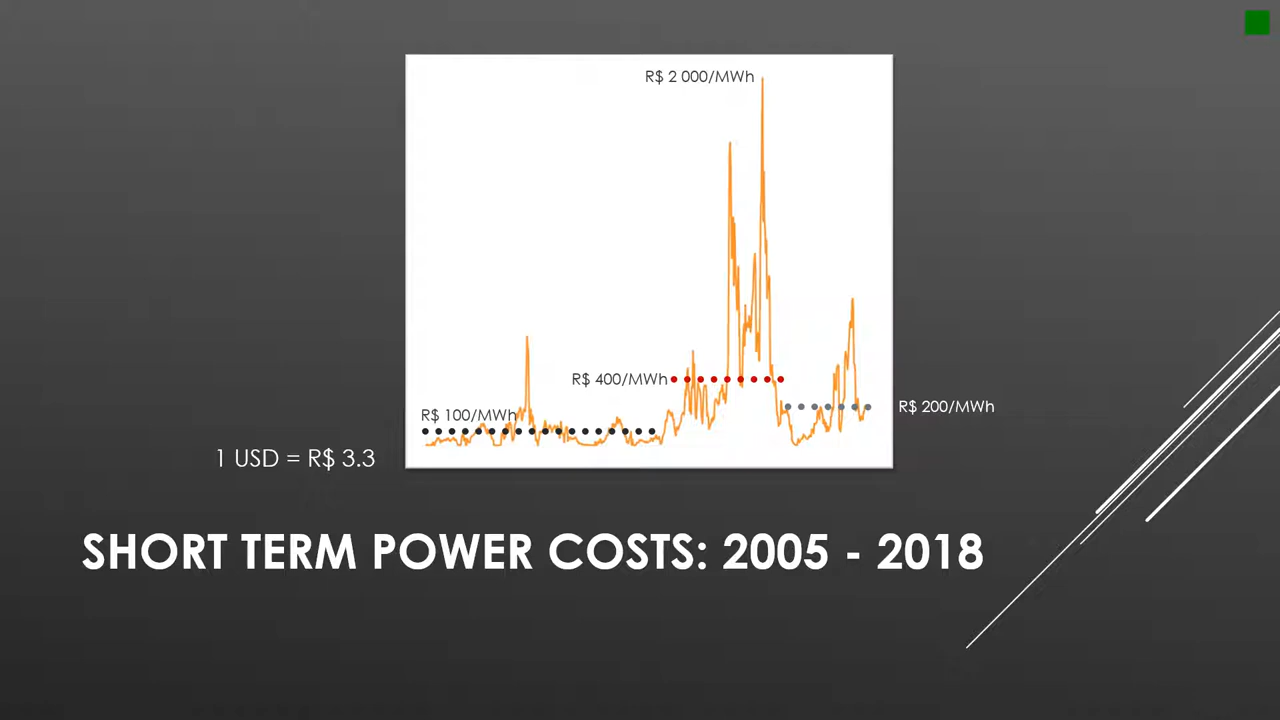 R$ 2 000/MWh
R$ 400/MWh
R$ 100/MWh
R$ 200/MWh
1 USD = R$ 3.3
SHORT TERM POWER COSTS: 2005 - 2018